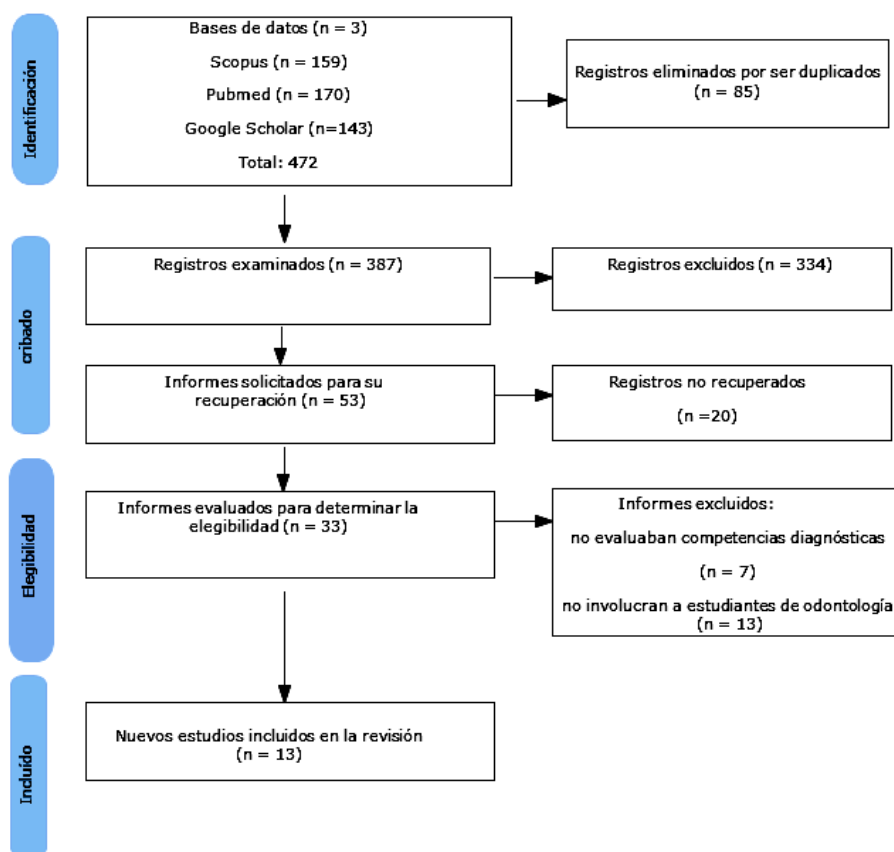 Identificación
Bases de datos (n = 3)
Scopus (n = 159)
Pubmed (n = 170)
Google Scholar (n=143)
Total: 472
Registros eliminados por ser duplicados
(n = 85)
cribado
Registros examinados (n = 387)
Registros excluidos (n = 334)
Informes solicitados para su
recuperación (n = 53)
Registros no recuperados
(n =20)
Elegibilidad
Informes evaluados para determinar la
elegibilidad (n = 33)
Informes excluidos:
no evaluaban competencias diagnósticas
(n = 7)
no involucran a estudiantes de odontología
(n = 13)
Incluído
Nuevos estudios incluidos en la revisión
(n = 13)